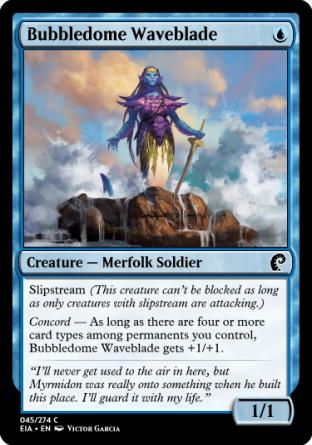 Bubbledome Waveblade
Creature — Merfolk Soldier
Slipstream (This creature can't be blocked as long
as only creatures with slipstream are attacking.)
Concord — As long as there are four or more
card types among permanents you control,
Bubbledome Waveblade gets +1/+1.
"I'll never get used to the air in here, but
Myrmidon was really onto something when he built
this place. I'll guard it with my life."
1/1
045/274 C
EIA • EN Victor Garcia